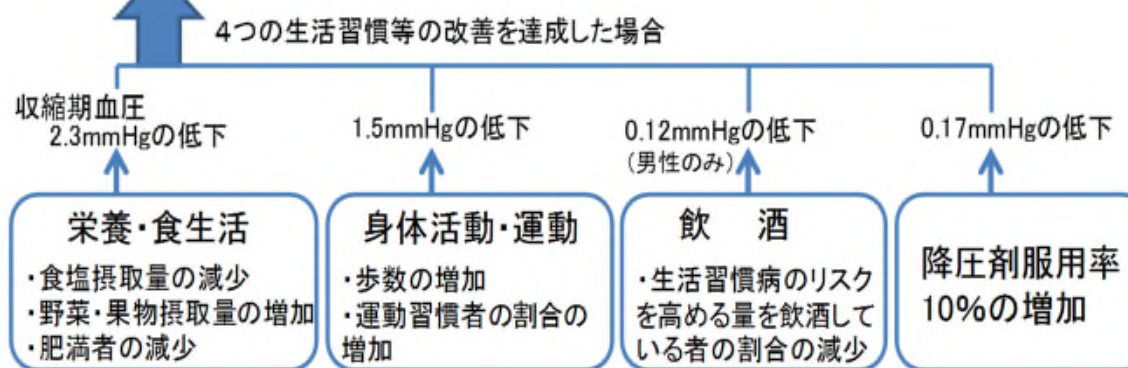 4つの生活習慣等の改善を達成した場合
収縮期血圧
2.3mmHgの低下
1.5mmHgの低下
0.12mmHgの低下
(男性のみ)
0.17mmHgの低下
栄養・食生活
・食塩摂取量の減少
・野菜・果物摂取量の増加
・肥満者の減少
身体活動・運動
・歩数の増加
・運動習慣者の割合の
増加
飲 酒
・生活習慣病のリスク
を高める量を飲酒して
いる者の割合の減少
降圧剤服用率
10%の増加